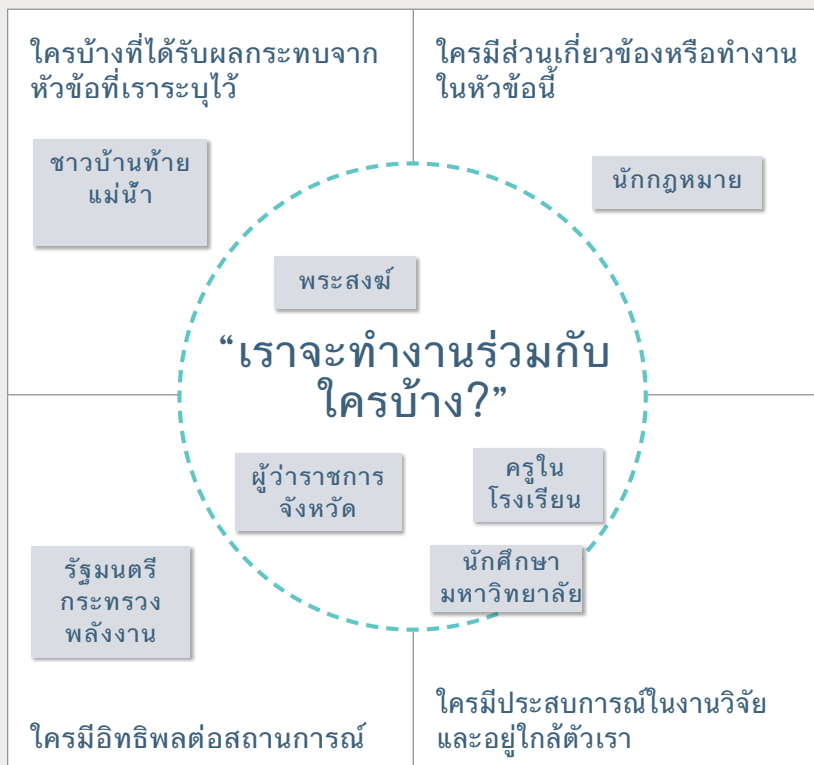 ใครบ้างที่ได้รับผลกระทบจาก
หัวข้อที่เราระบุไว้
ใครมีส่วนเกี่ยวข้องหรือทำงาน
ในหัวข้อนี้
ชาวบ้านท้าย
แม่น้ำ
นักกฎหมาย
พระสงฆ์
“เราจะทำงานร่วมกับ
ใครบ้าง?”
ผู้ว่าราชการ
จังหวัด
ครูใน
โรงเรียน
รัฐมนตรี
กระทรวง
พลังงาน
นักศึกษา
มหาวิทยาลัย
ใครมีอิทธิพลต่อสถานการณ์
ใครมีประสบการณ์ในงานวิจัย
และอยู่ใกล้ตัวเรา